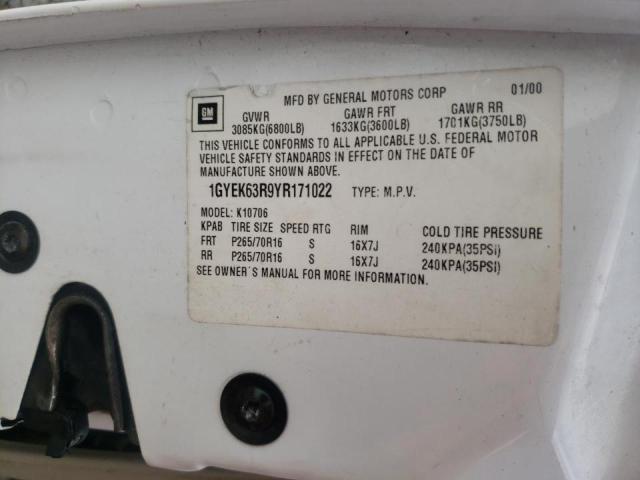 MFD BY GENERAL MOTORS CORP 01/00
GM
GVWR GAWR FRT GAWR RR
3085KG(6800LB) 1633KG(3600LB) 1701KG(3750LB)
THIS VEHICLE CONFORMS TO ALL APPLICABLE U.S. FEDERAL MOTOR
VEHICLE SAFETY STANDARDS IN EFFECT ON THE DATE OF
MANUFACTURE SHOWN ABOVE.
1GYEK63R9YR171022 TYPE: M.P.V.
MODEL: K10706
KPAB TIRE SIZE SPEED RTG RIM COLD TIRE PRESSURE
FRT P265/70R16 S 16X7J 240KPA(35PSI)
RR P265/70R16 S 16X7J 240KPA(35PSI)
SEE OWNER'S MANUAL FOR MORE INFORMATION.